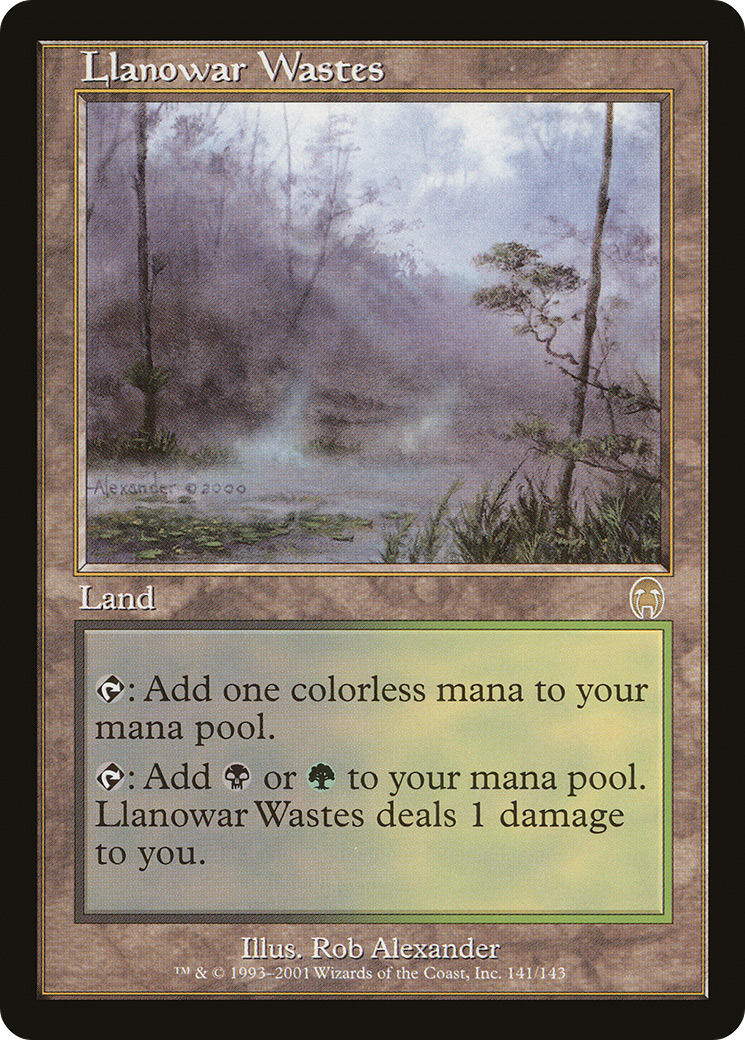 Llanowar Wastes
Alexander ©2000
Land
: Add one colorless mana to your
mana pool.
: Add or to your mana pool.
Llanowar Wastes deals 1 damage
to you.
Illus. Rob Alexander
™ & © 1993–2001 Wizards of the Coast, Inc. 141/143